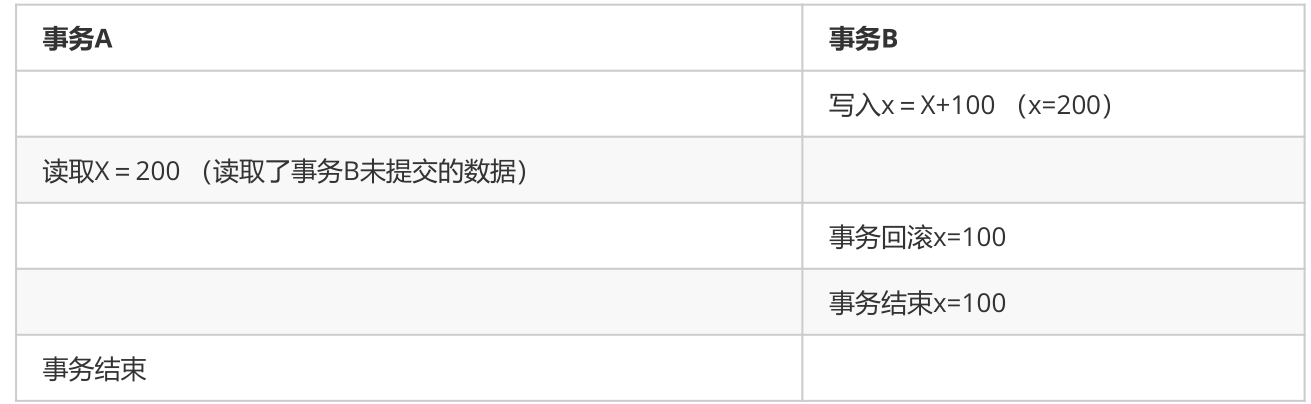 事务A
事务B
写入x = X+100 （x=200）
读取X = 200 （读取了事务B未提交的数据）
事务回滚x=100
事务结束x=100
事务结束